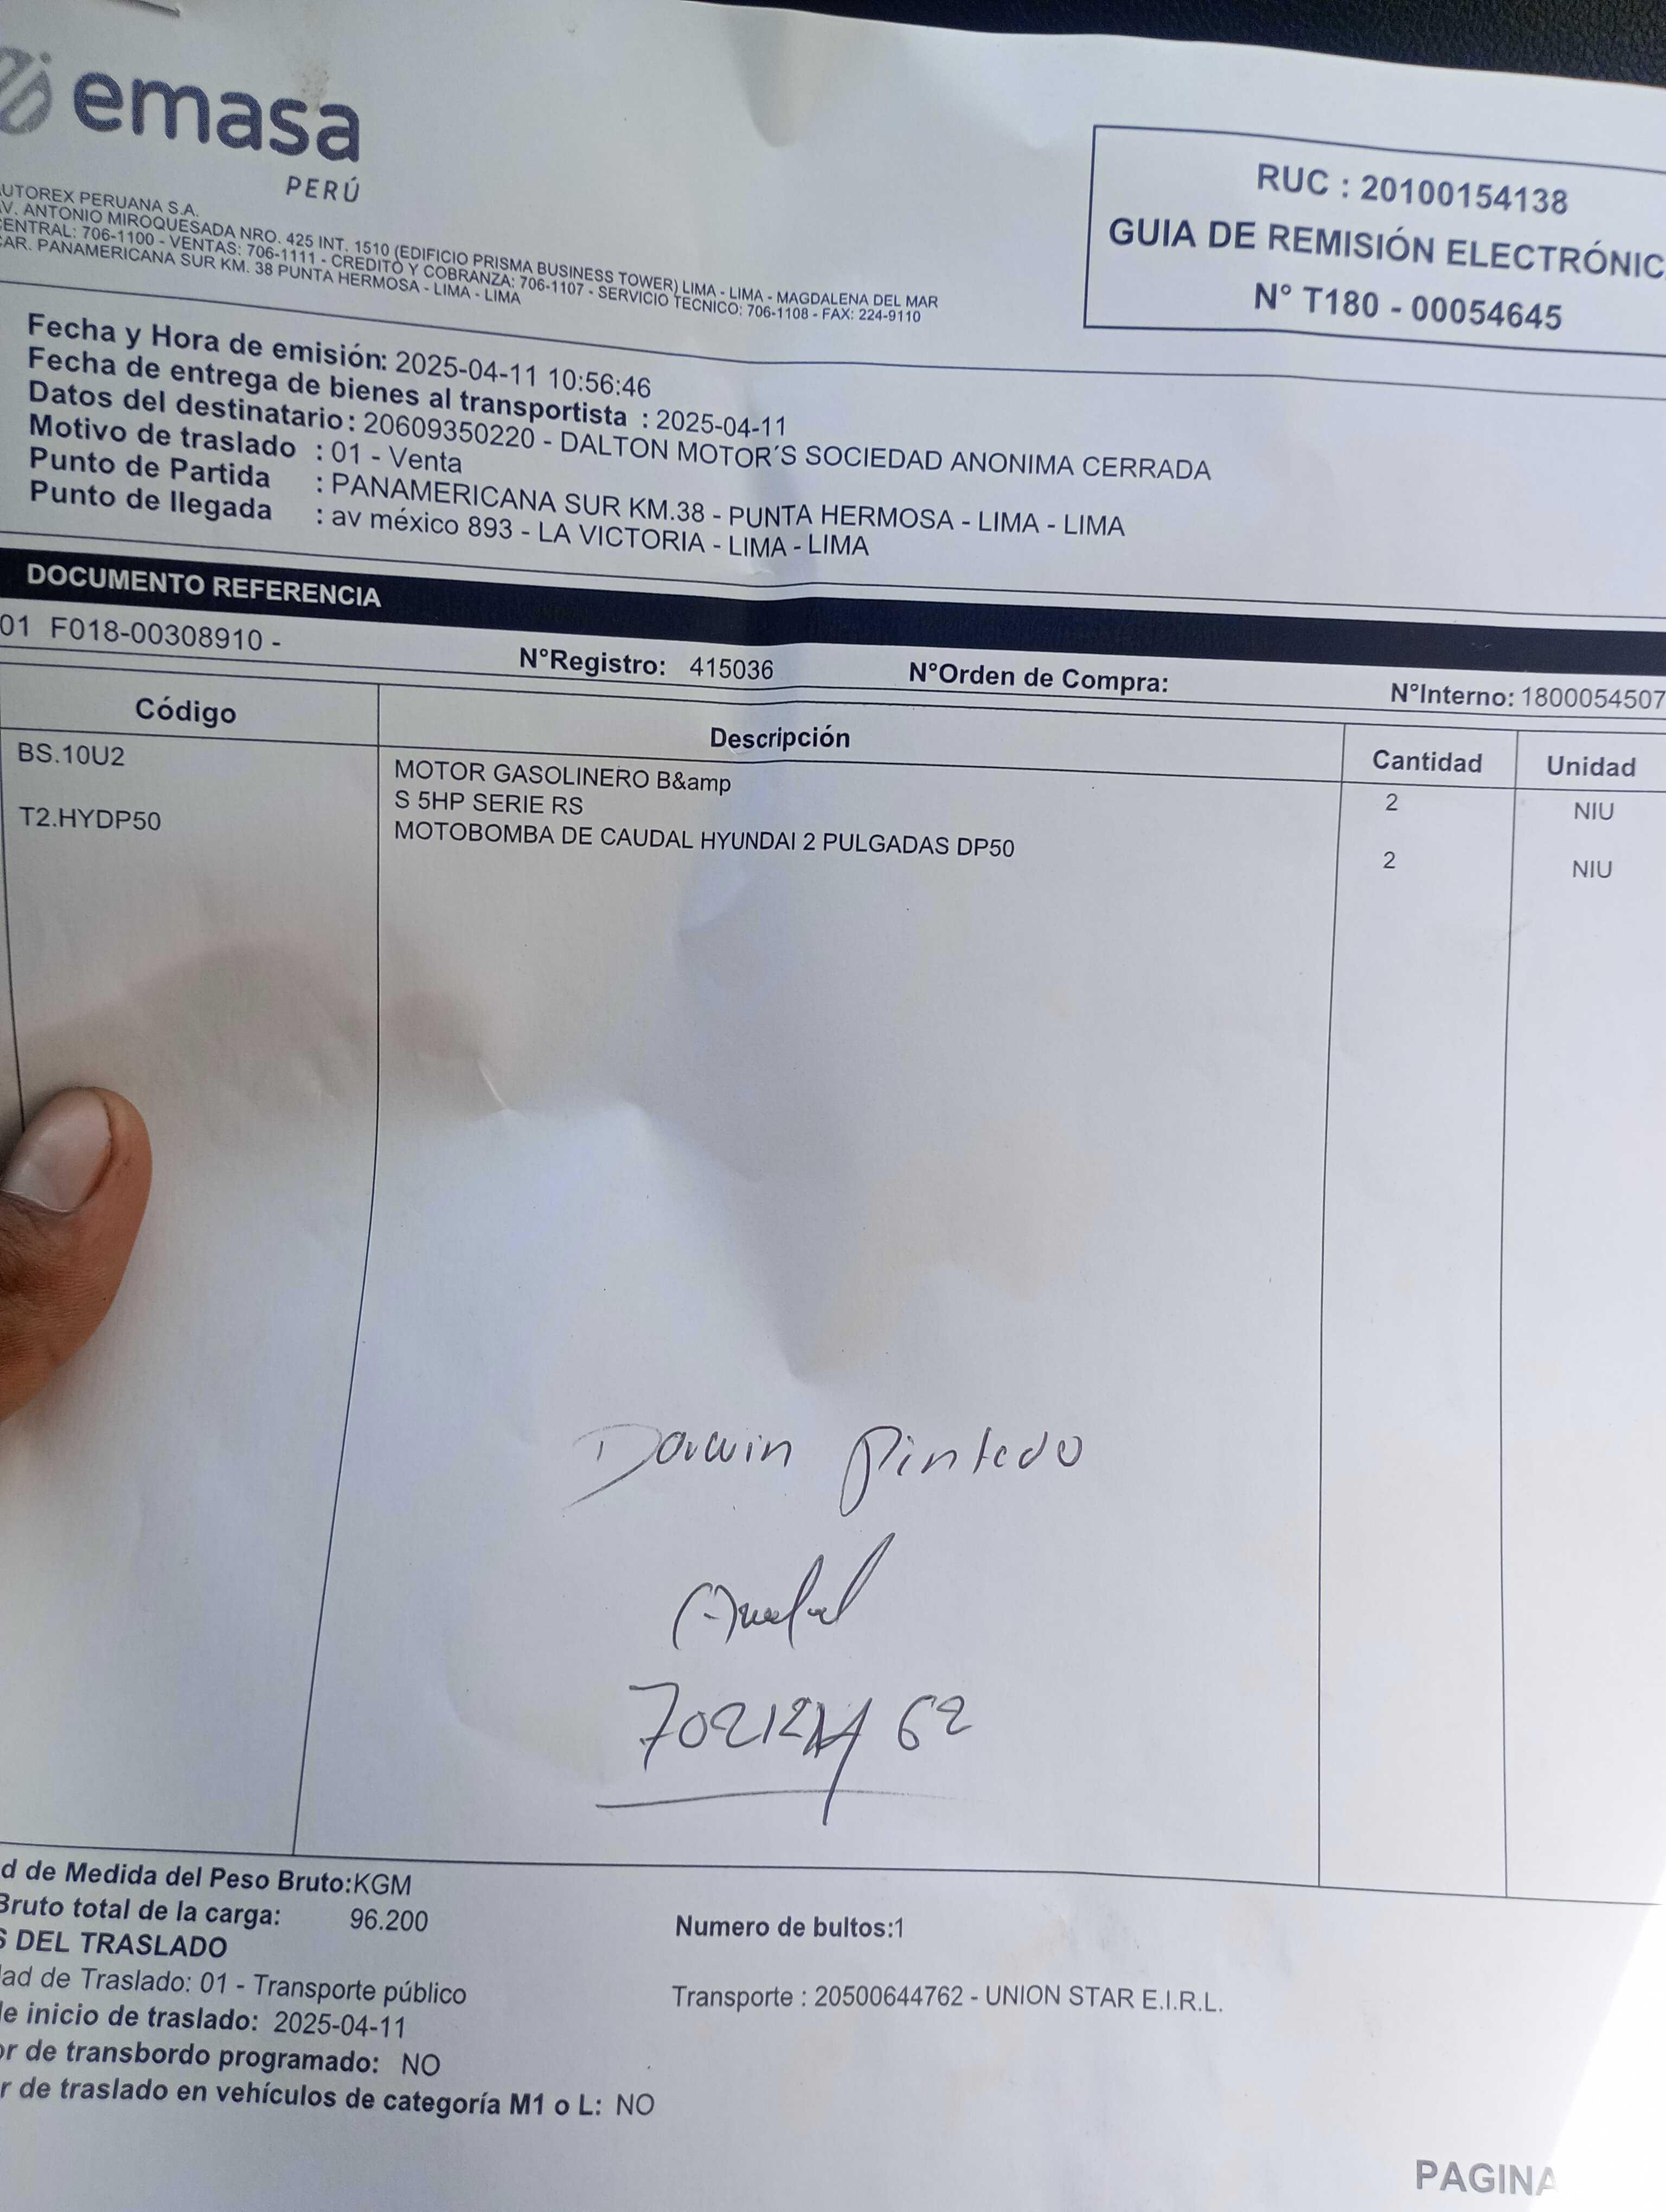 emasa
PERÚ
RUC : 20100154138
GUIA DE REMISIÓN ELECTRÓNIC
N° T180 - 00054645
UTOREX PERUANA S.A.
V. ANTONIO MIROQUESADA NRO. 425 INT. 1510 (EDIFICIO PRISMA BUSINESS TOWER) LIMA - LIMA - MAGDALENA DEL MAR
CENTRAL: 706-1100 - VENTAS: 706-1111 - CREDITO Y COBRANZA: 706-1107 - SERVICIO TECNICO: 706-1108 - FAX: 224-9110
CAR. PANAMERICANA SUR KM. 38 PUNTA HERMOSA - LIMA - LIMA
Fecha y Hora de emisión: 2025-04-11 10:56:46
Fecha de entrega de bienes al transportista : 2025-04-11
Datos del destinatario : 20609350220 - DALTON MOTOR´S SOCIEDAD ANONIMA CERRADA
Motivo de traslado : 01 - Venta
Punto de Partida : PANAMERICANA SUR KM.38 - PUNTA HERMOSA - LIMA - LIMA
Punto de llegada : av méxico 893 - LA VICTORIA - LIMA - LIMA
DOCUMENTO REFERENCIA
01 F018-00308910 -
N°Registro: 415036 N°Orden de Compra: N°Interno: 1800054507
Código Descripción Cantidad Unidad
BS.10U2 MOTOR GASOLINERO B&amp 2 NIU
S 5HP SERIE RS
T2.HYDP50 MOTOBOMBA DE CAUDAL HYUNDAI 2 PULGADAS DP50 2 NIU
Darwin Pintedo
d de Medida del Peso Bruto:KGM
Bruto total de la carga: 96.200 Numero de bultos:1
S DEL TRASLADO
dad de Traslado: 01 - Transporte público Transporte : 20500644762 - UNION STAR E.I.R.L.
de inicio de traslado: 2025-04-11
or de transbordo programado: NO
r de traslado en vehículos de categoría M1 o L: NO
PAGINA